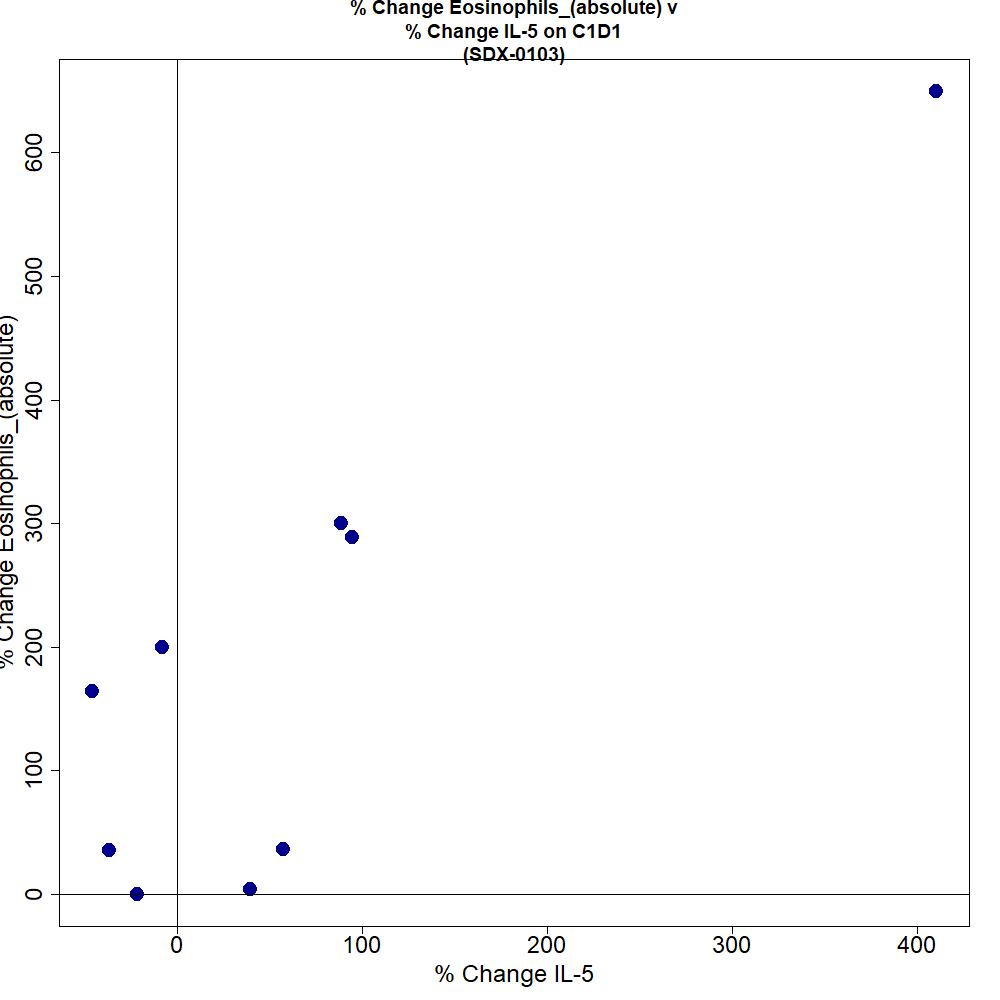 % Change Eosinophils_(absolute) v
% Change IL-5 on C1D1
(SDX-0103)
% Change Eosinophils_(absolute)
600
500
400
300
200
100
0
0 100 200 300 400
% Change IL-5